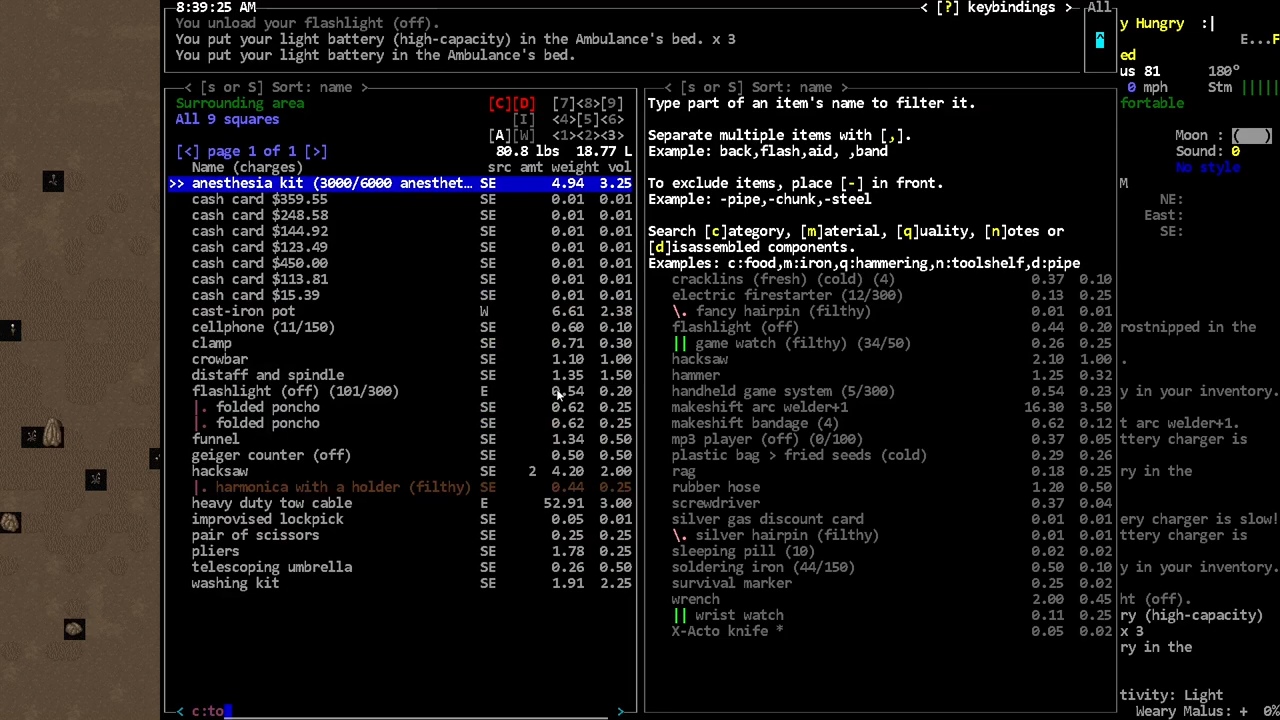 8:39:25 AM
< [?] keybindings >
All
You unload your flashlight (off).
You put your light battery (high-capacity) in the Ambulance's bed. x 3
You put your light battery in the Ambulance's bed.
y Hungry :|
E...F
ed
us 81 180°
0 mph
fortable
Moon : ( )
Sound: 0
No style
M
NE:
East:
SE:
rostnipped in the
.
y in your inventory.
t arc welder+1.
ttery charger is
ry in the
ery charger is slow!
ttery charger is
y in your inventory.
ht (off).
ry (high-capacity)
x 3
ry in the
tivity: Light
Weary Malus: + 0%
< [s or S] Sort: name >
Surrounding area [C][D] [7]<8>[9]
All 9 squares [I] <4>[5]<6>
[A][W] <1><2><3>
[<] page 1 of 1 [>] 80.8 lbs 18.77 L
Name (charges) src amt weight vol
>> anesthesia kit (3000/6000 anesthet… SE 4.94 3.25
cash card $359.55 SE 0.01 0.01
cash card $248.58 SE 0.01 0.01
cash card $144.92 SE 0.01 0.01
cash card $123.49 SE 0.01 0.01
cash card $450.00 SE 0.01 0.01
cash card $113.81 SE 0.01 0.01
cash card $15.39 SE 0.01 0.01
cast-iron pot W 6.61 2.38
cellphone (11/150) SE 0.60 0.10
clamp SE 0.71 0.30
crowbar SE 1.10 1.00
distaff and spindle SE 1.35 1.50
flashlight (off) (101/300) E 0.54 0.20
|. folded poncho SE 0.62 0.25
|. folded poncho SE 0.62 0.25
funnel SE 1.34 0.50
geiger counter (off) SE 0.50 0.50
hacksaw SE 2 4.20 2.00
|. harmonica with a holder (filthy) SE 0.44 0.25
heavy duty tow cable E 52.91 3.00
improvised lockpick SE 0.05 0.01
pair of scissors SE 0.25 0.25
pliers SE 1.78 0.25
telescoping umbrella SE 0.26 0.50
washing kit SE 1.91 2.25
< c:to >
< [s or S] Sort: name >
Type part of an item's name to filter it.
Separate multiple items with [,].
Example: back,flash,aid, ,band
To exclude items, place [-] in front.
Example: -pipe,-chunk,-steel
Search [c]ategory, [m]aterial, [q]uality, [n]otes or
[d]isassembled components.
Examples: c:food,m:iron,q:hammering,n:toolshelf,d:pipe
cracklins (fresh) (cold) (4) 0.37 0.10
electric firestarter (12/300) 0.13 0.25
\. fancy hairpin (filthy) 0.01 0.01
flashlight (off) 0.44 0.20
|| game watch (filthy) (34/50) 0.26 0.25
hacksaw 2.10 1.00
hammer 1.25 0.32
handheld game system (5/300) 0.54 0.23
makeshift arc welder+1 16.30 3.50
makeshift bandage (4) 0.62 0.12
mp3 player (off) (0/100) 0.37 0.05
plastic bag > fried seeds (cold) 0.29 0.26
rag 0.18 0.25
rubber hose 1.20 0.50
screwdriver 0.37 0.04
silver gas discount card 0.01 0.01
\. silver hairpin (filthy) 0.01 0.01
sleeping pill (10) 0.02 0.02
soldering iron (44/150) 0.50 0.10
survival marker 0.25 0.02
wrench 2.00 0.45
|| wrist watch 0.11 0.25
X-Acto knife * 0.05 0.02